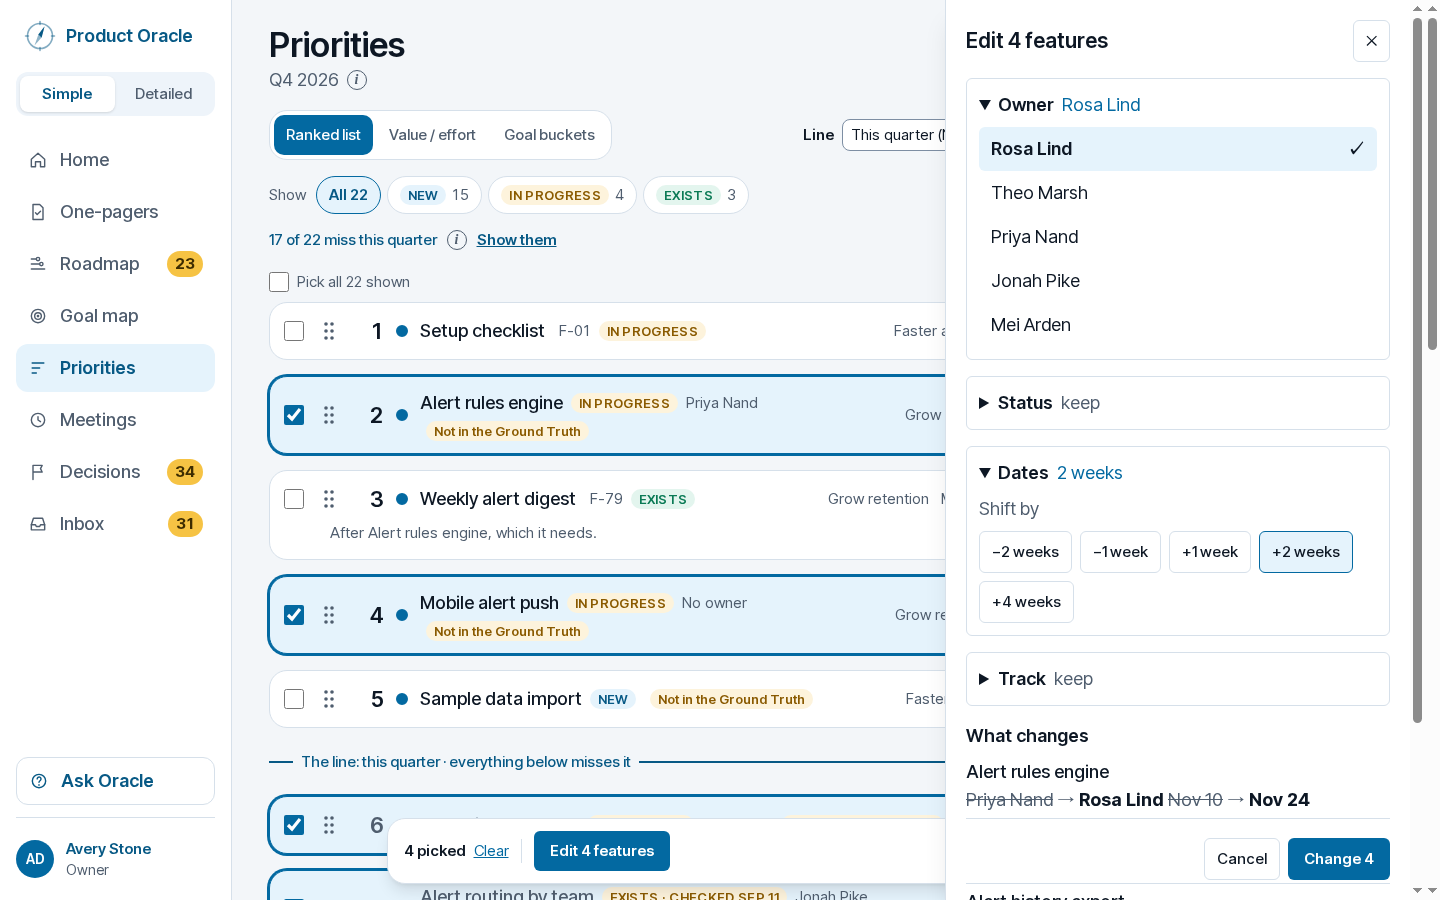 Product Oracle
Simple
Detailed
Home
One-pagers
Roadmap 23
Goal map
Priorities
Meetings
Decisions 34
Inbox 31
Ask Oracle
AD
Avery Stone
Owner
Priorities
Q4 2026 i
Ranked list
Value / effort
Goal buckets
Line
This quarter
Show
All 22
NEW 15
IN PROGRESS 4
EXISTS 3
17 of 22 miss this quarter i Show them
Pick all 22 shown
1 Setup checklist F-01 IN PROGRESS Faster
2 Alert rules engine IN PROGRESS Priya Nand Grow
Not in the Ground Truth
3 Weekly alert digest F-79 EXISTS Grow retention
After Alert rules engine, which it needs.
4 Mobile alert push IN PROGRESS No owner Grow
Not in the Ground Truth
5 Sample data import NEW Not in the Ground Truth Faster
The line: this quarter · everything below misses it
6
4 picked Clear Edit 4 features
Alert routing by team EXISTS · CHECKED SEP 11 Jonah Pike
Edit 4 features
Owner Rosa Lind
Rosa Lind ✓
Theo Marsh
Priya Nand
Jonah Pike
Mei Arden
Status keep
Dates 2 weeks
Shift by
−2 weeks
−1 week
+1 week
+2 weeks
+4 weeks
Track keep
What changes
Alert rules engine
Priya Nand → Rosa Lind Nov 10 → Nov 24
Cancel
Change 4
Alert history export